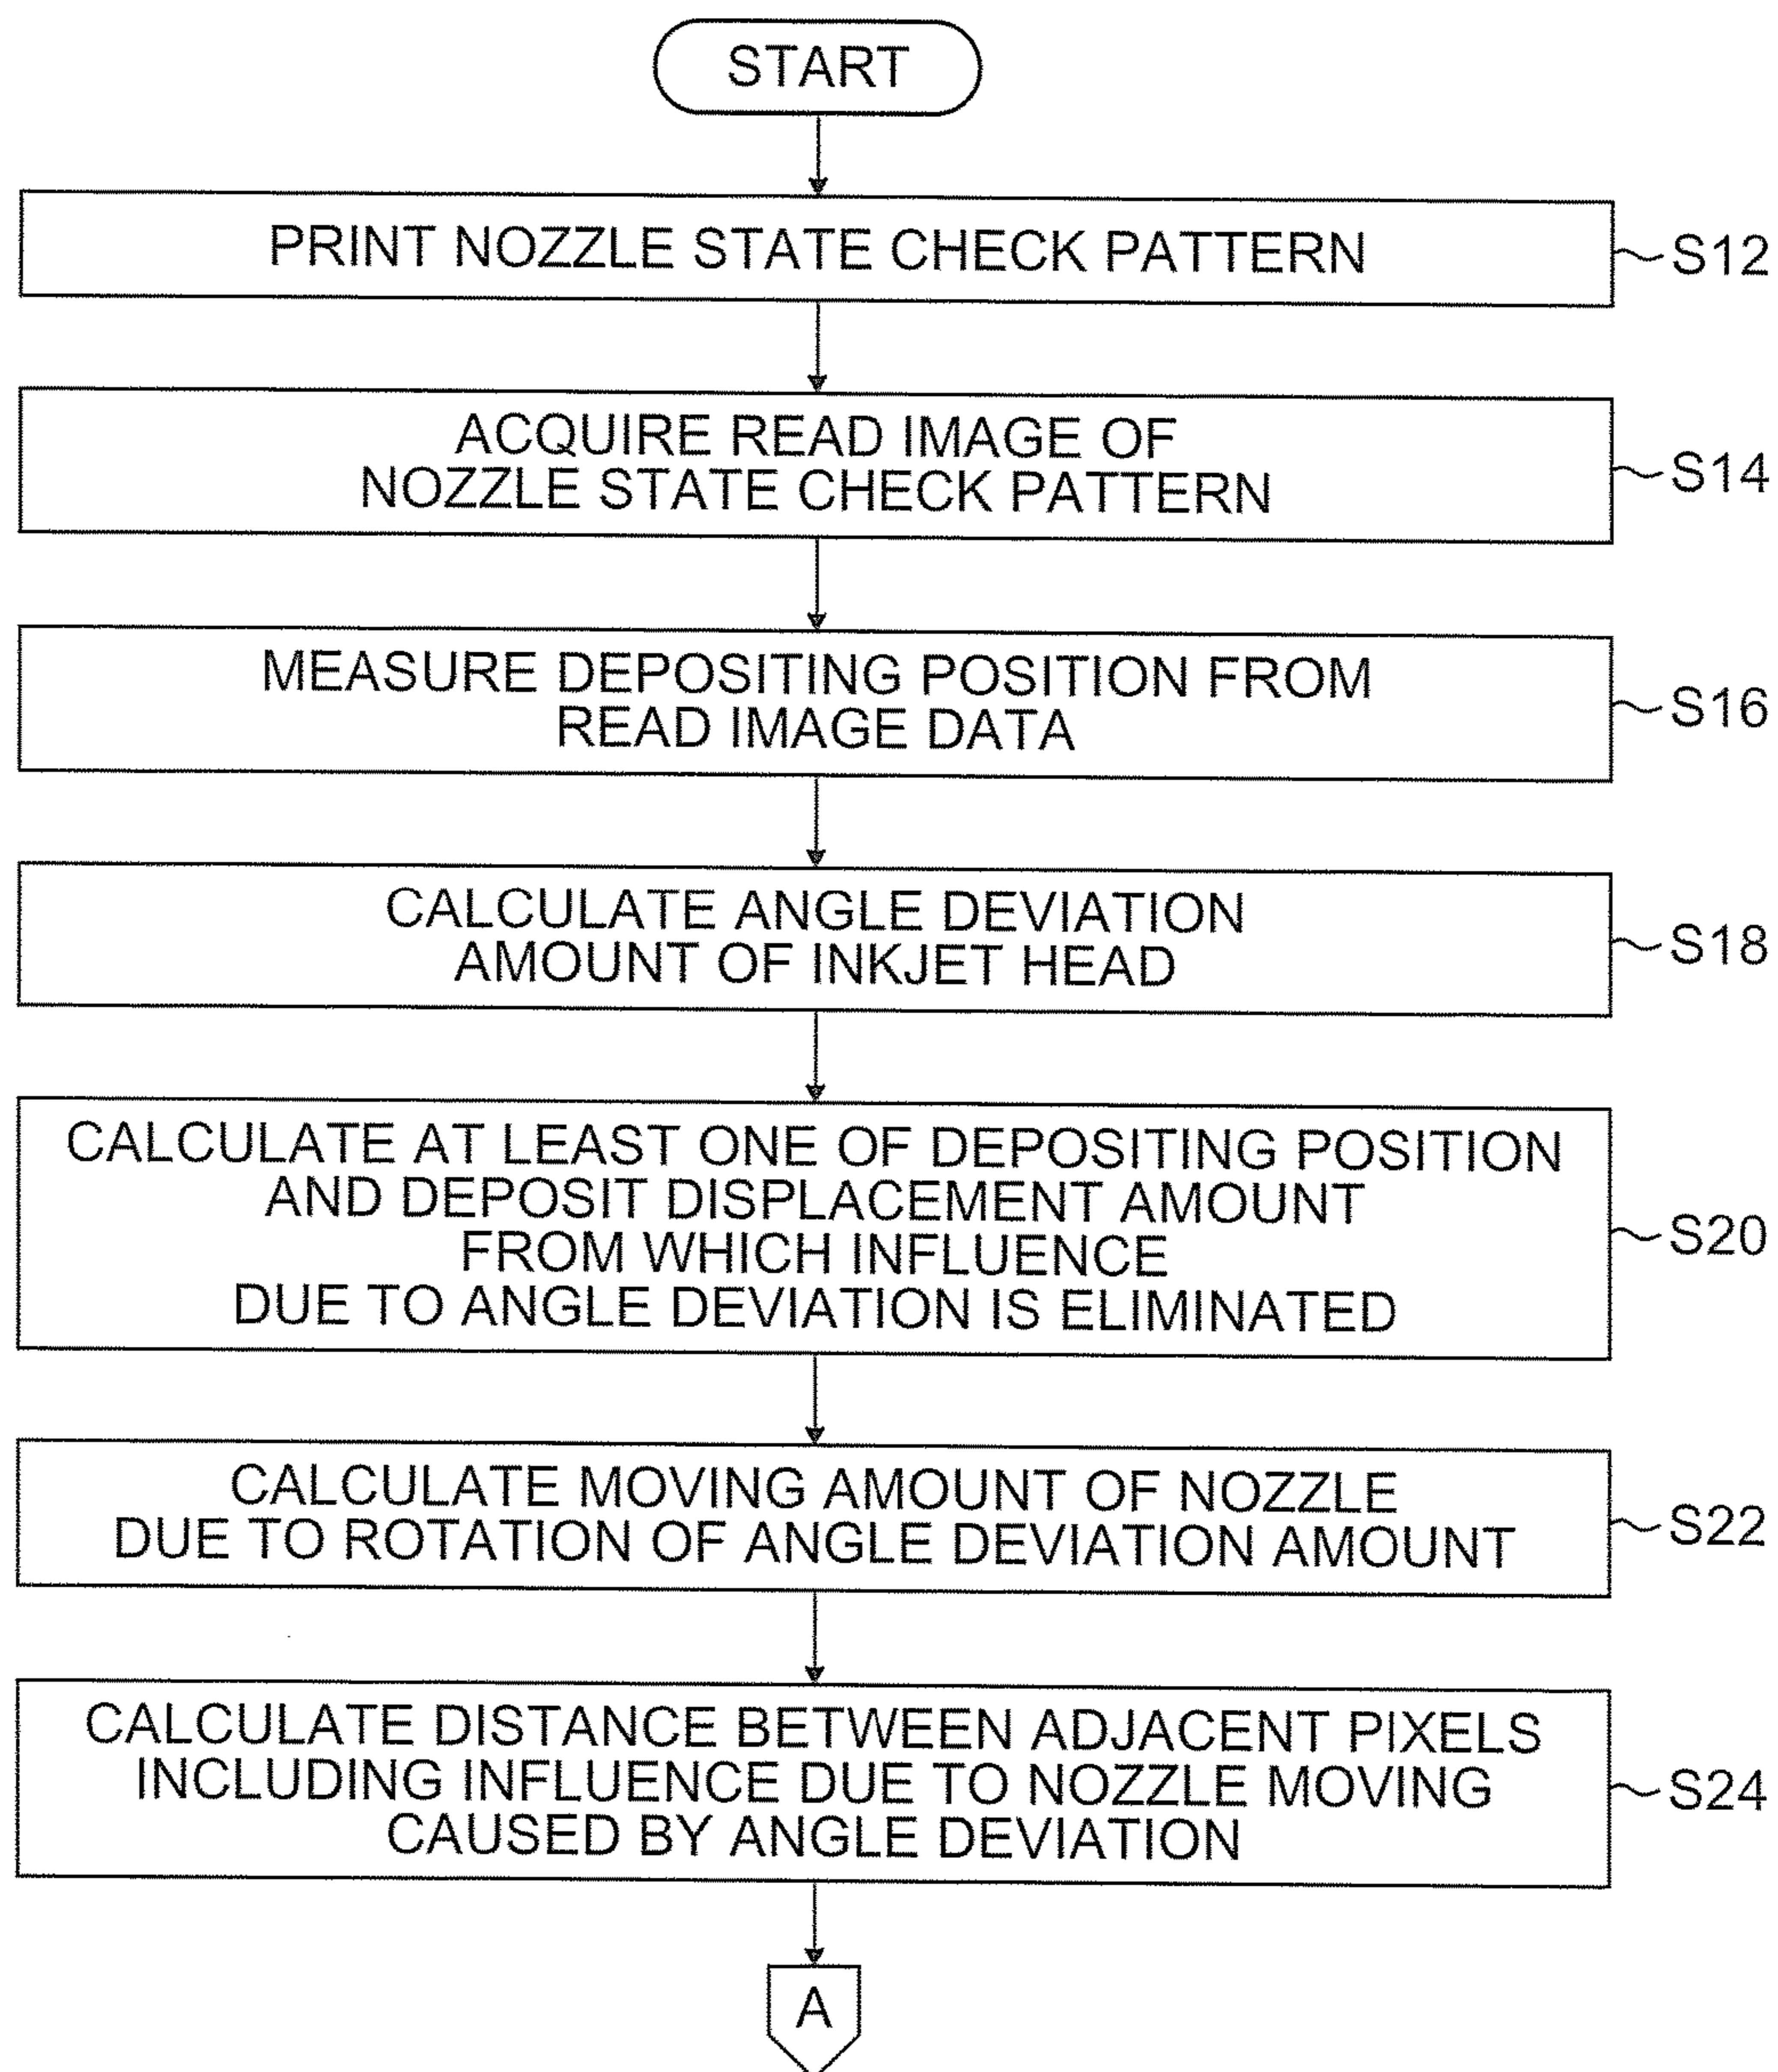 START
PRINT NOZZLE STATE CHECK PATTERN
S12
ACQUIRE READ IMAGE OF
NOZZLE STATE CHECK PATTERN
S14
MEASURE DEPOSITING POSITION FROM
READ IMAGE DATA
S16
CALCULATE ANGLE DEVIATION
AMOUNT OF INKJET HEAD
S18
CALCULATE AT LEAST ONE OF DEPOSITING POSITION
AND DEPOSIT DISPLACEMENT AMOUNT
FROM WHICH INFLUENCE
DUE TO ANGLE DEVIATION IS ELIMINATED
S20
CALCULATE MOVING AMOUNT OF NOZZLE
DUE TO ROTATION OF ANGLE DEVIATION AMOUNT
S22
CALCULATE DISTANCE BETWEEN ADJACENT PIXELS
INCLUDING INFLUENCE DUE TO NOZZLE MOVING
CAUSED BY ANGLE DEVIATION
S24
A